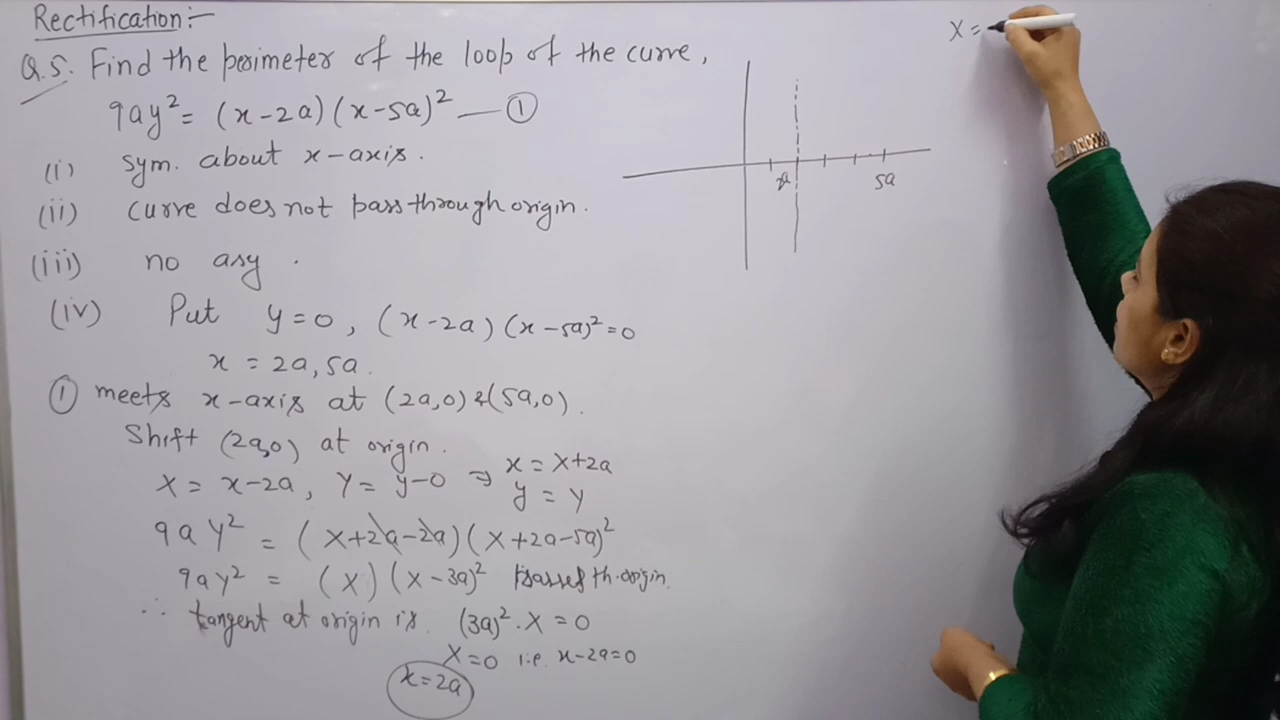 Rectification:-
Q.5. Find the perimeter of the loop of the curve,
9ay² = (x-2a)(x-5a)² — ①
(i) sym. about x-axis.
(ii) curve does not pass through origin.
(iii) no asy.
(iv) Put y=0, (x-2a)(x-5a)²=0
x = 2a, 5a.
① meets x-axis at (2a,0) & (5a,0).
Shift (2a,0) at origin.
X = x-2a, Y = y-0 ⇒ x = X+2a
y = Y
9aY² = (X+2a-2a)(X+2a-5a)²
9aY² = (X)(X-3a)² passes th. origin.
∴ tangent at origin is (3a)².X = 0
X=0 i.e. x-2a=0
x=2a
2a 5a
X=